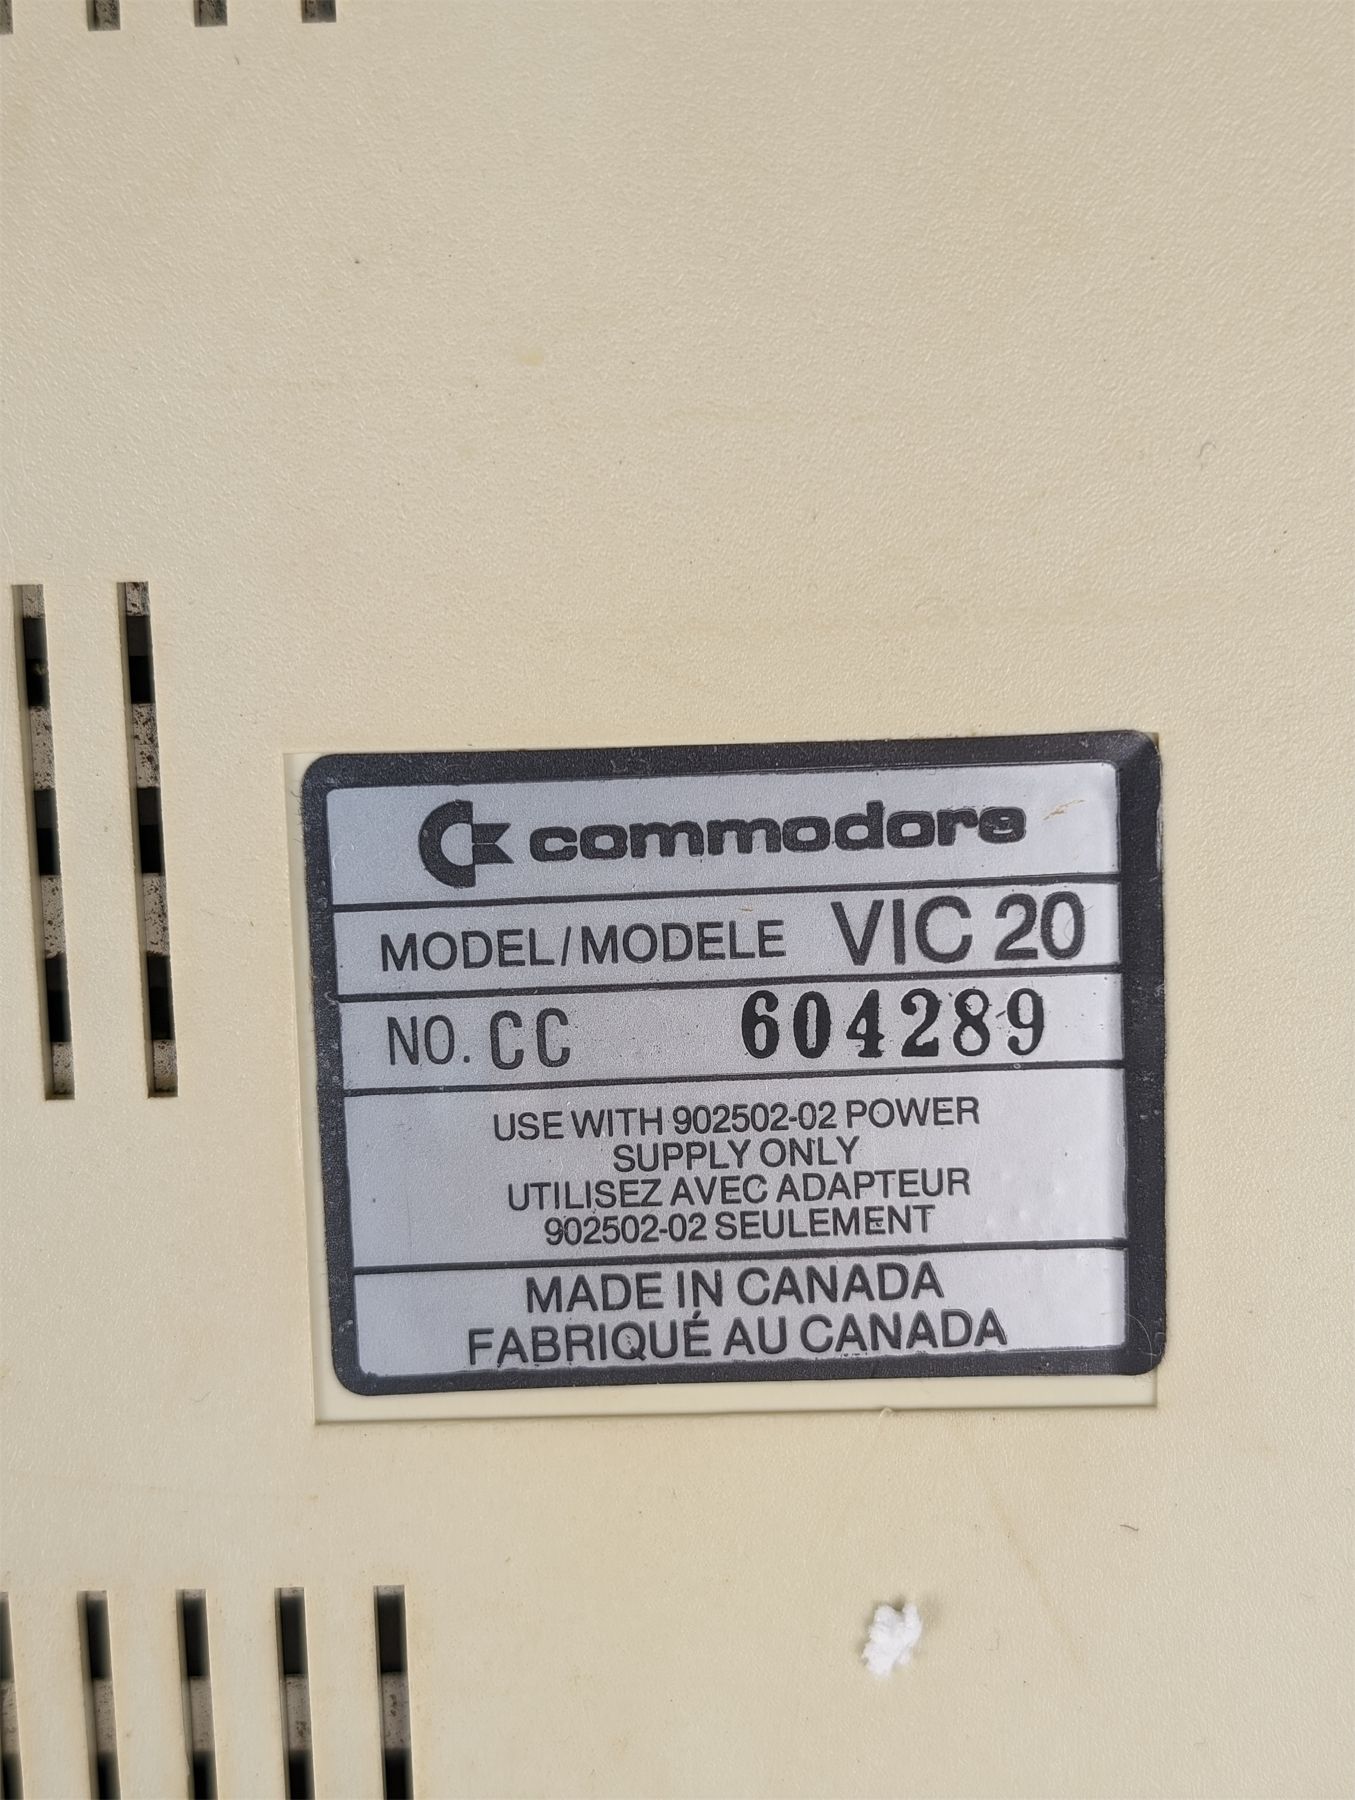 commodore
MODEL/MODELE VIC 20
NO. CC 604289
USE WITH 902502-02 POWER
SUPPLY ONLY
UTILISEZ AVEC ADAPTEUR
902502-02 SEULEMENT
MADE IN CANADA
FABRIQUÉ AU CANADA